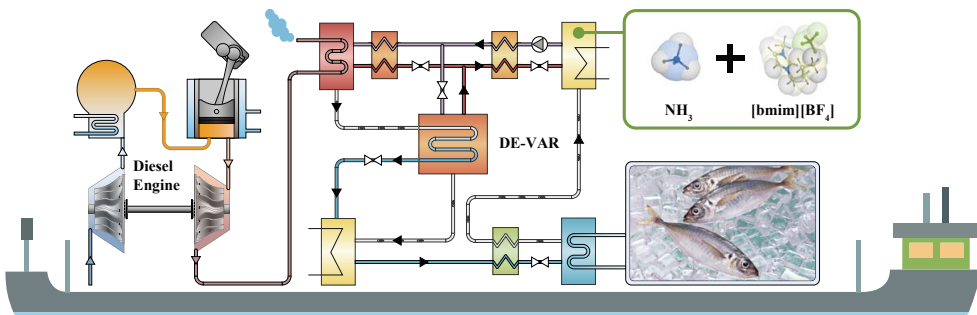 Diesel
Engine
DE-VAR
NH₃
[bmim][BF₄]